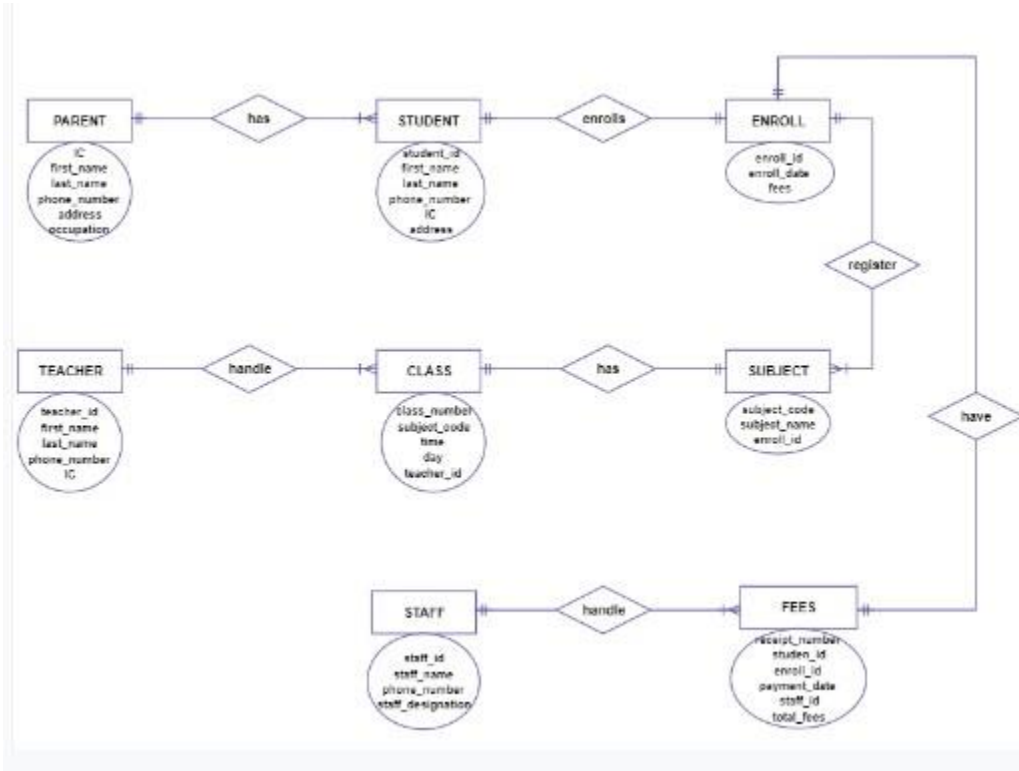 PARENT
has
STUDENT
enrolls
ENROLL
IC
first_name
last_name
phone_number
address
occupation
student_id
first_name
last_name
phone_number
IC
address
enroll_id
enroll_date
fees
register
TEACHER
handle
CLASS
has
SUBJECT
have
teacher_id
first_name
last_name
phone_number
IC
class_number
subject_code
time
day
teacher_id
subject_code
subject_name
enroll_id
STAFF
handle
FEES
staff_id
staff_name
phone_number
staff_designation
receipt_number
studen_id
enroll_id
payment_date
staff_id
total_fees